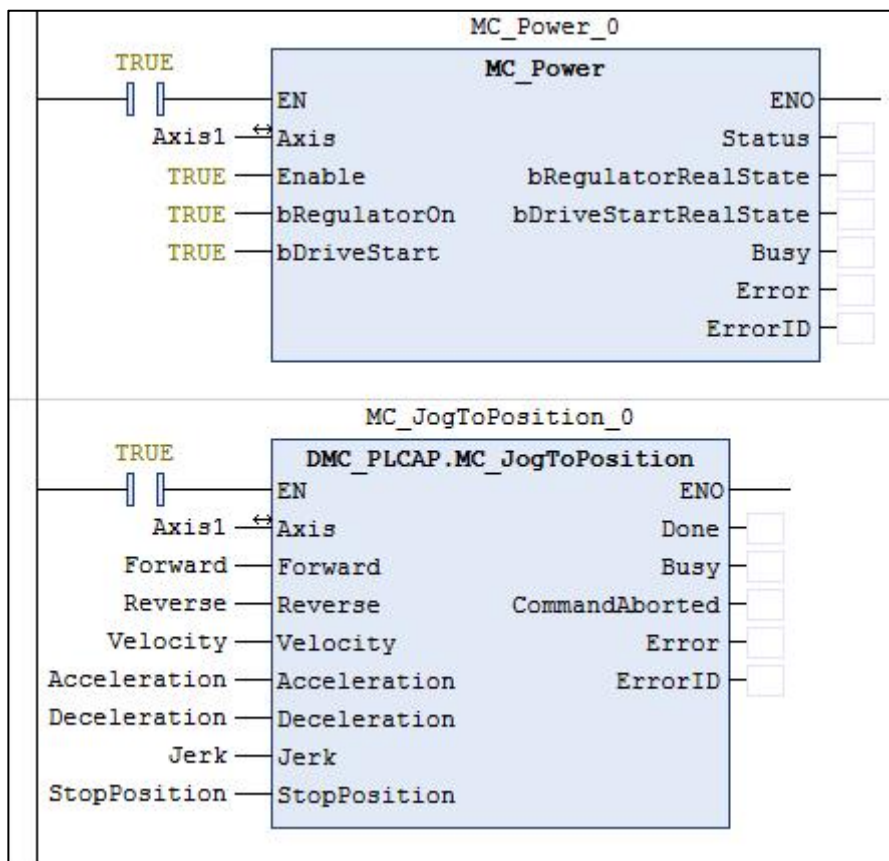 MC_Power_0
TRUE
MC_Power
EN ENO
Axis1 Axis Status
TRUE Enable bRegulatorRealState
TRUE bRegulatorOn bDriveStartRealState
TRUE bDriveStart Busy
Error
ErrorID
MC_JogToPosition_0
TRUE
DMC_PLCAP.MC_JogToPosition
EN ENO
Axis1 Axis Done
Forward Forward Busy
Reverse Reverse CommandAborted
Velocity Velocity Error
Acceleration Acceleration ErrorID
Deceleration Deceleration
Jerk Jerk
StopPosition StopPosition